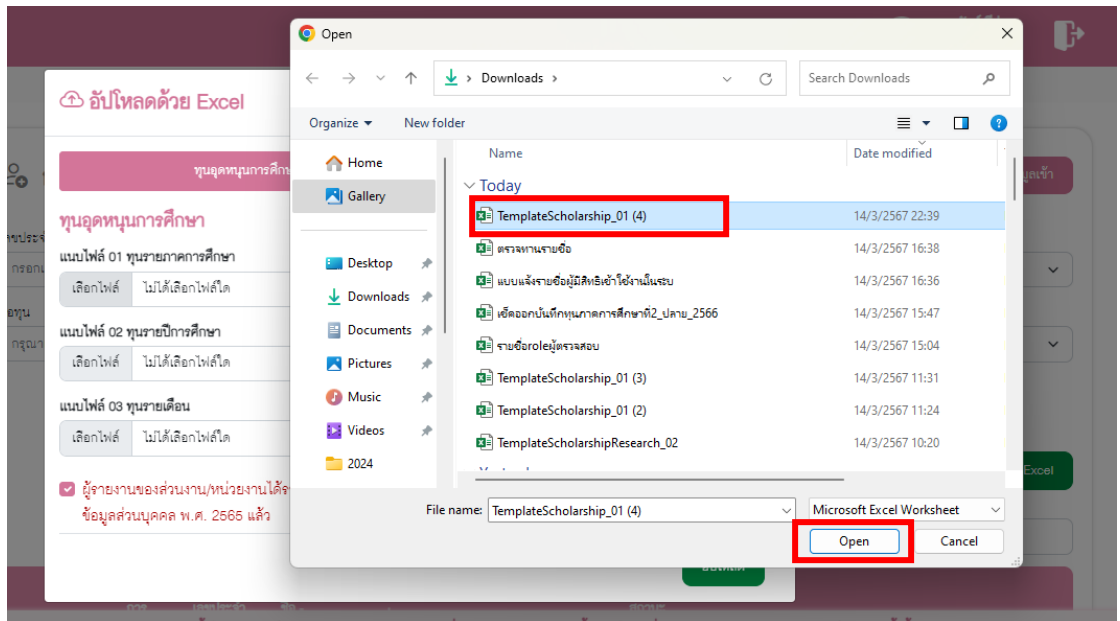 Open
Downloads
Search Downloads
Organize
New folder
Home
Gallery
Desktop
Downloads
Documents
Pictures
Music
Videos
2024
Name
Date modified
Today
TemplateScholarship_01 (4)
14/3/2567 22:39
ตรวจทานรายชื่อ
14/3/2567 16:38
แบบแจ้งรายชื่อผู้มีสิทธิเข้าใช้งานในระบ
14/3/2567 16:36
เช็คออกบันทึกทุนภาคการศึกษาที่2_ปลาย_2566
14/3/2567 15:47
รายชื่อroleผู้ตรวจสอบ
14/3/2567 15:04
TemplateScholarship_01 (3)
14/3/2567 11:31
TemplateScholarship_01 (2)
14/3/2567 11:24
TemplateScholarshipResearch_02
14/3/2567 10:20
File name:
TemplateScholarship_01 (4)
Microsoft Excel Worksheet
Open
Cancel
อัปโหลดด้วย Excel
ทุนอุดหนุนการศึกษ
ทุนอุดหนุนการศึกษา
แนบไฟล์ 01 ทุนรายภาคการศึกษา
เลือกไฟล์ ไม่ได้เลือกไฟล์ใด
แนบไฟล์ 02 ทุนรายปีการศึกษา
เลือกไฟล์ ไม่ได้เลือกไฟล์ใด
แนบไฟล์ 03 ทุนรายเดือน
เลือกไฟล์ ไม่ได้เลือกไฟล์ใด
ผู้รายงานของส่วนงาน/หน่วยงานได้ร
ข้อมูลส่วนบุคคล พ.ศ. 2565 แล้ว
มูลเข้า
Excel